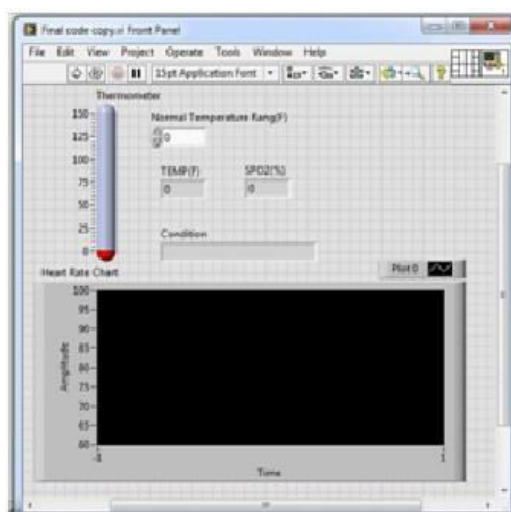 Final code copy.vi Front Panel
File Edit View Project Operate Tools Window Help
15pt Application Font
Thermometer
150
125
100
75
50
25
0
Normal Temperature Rang(F)
0
TEMP(F) SPO2(%)
0 0
Condition
Heart Rate Chart
Plot 0
Amplitude
100
95
90
85
80
75
70
65
60
-1 1
Time